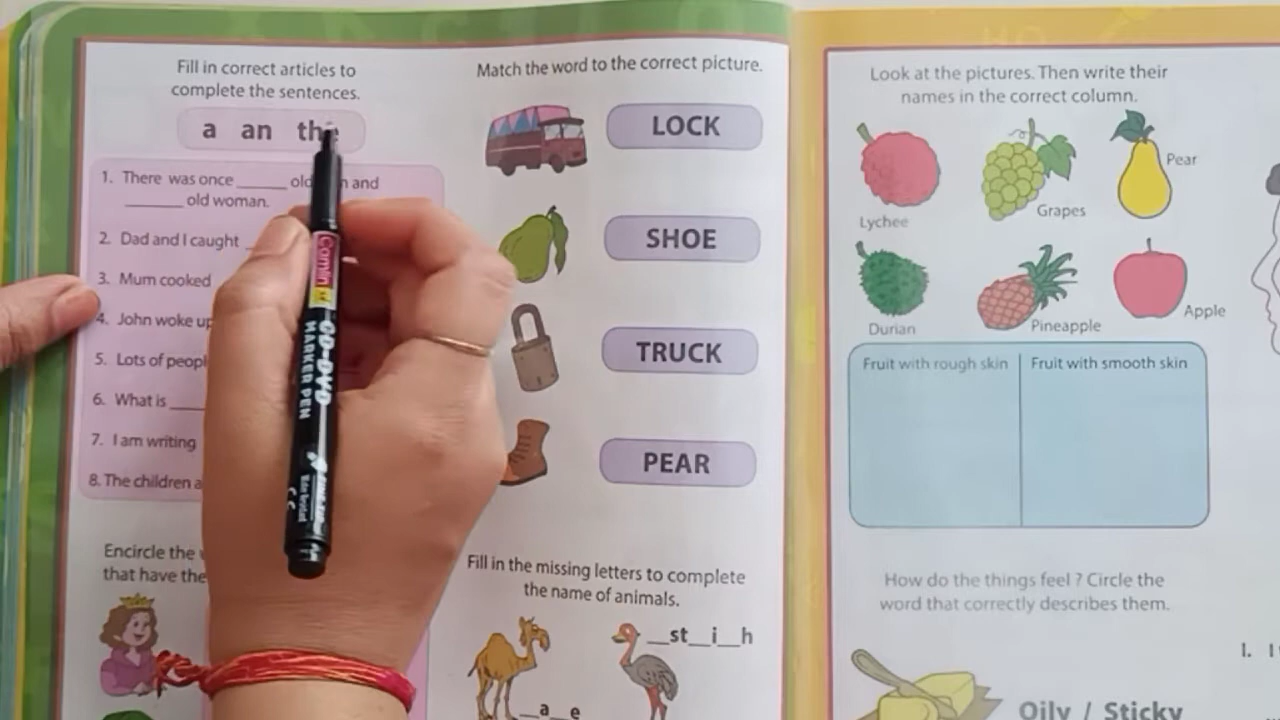 Fill in correct articles to
complete the sentences.
a an the
1. There was once ______ old and
______ old woman.
2. Dad and I caught
3. Mum cooked
4. John woke up
5. Lots of peopl
6. What is
7. I am writing
8. The children a
Encircle the
that have the
Match the word to the correct picture.
LOCK
SHOE
TRUCK
PEAR
Fill in the missing letters to complete
the name of animals.
__st__i__h
__a__e
Camlin
CD-DVD
MARKER PEN
Look at the pictures. Then write their
names in the correct column.
Lychee
Grapes
Pear
Durian
Pineapple
Apple
Fruit with rough skin
Fruit with smooth skin
How do the things feel ? Circle the
word that correctly describes them.
Oily / Sticky
1. I